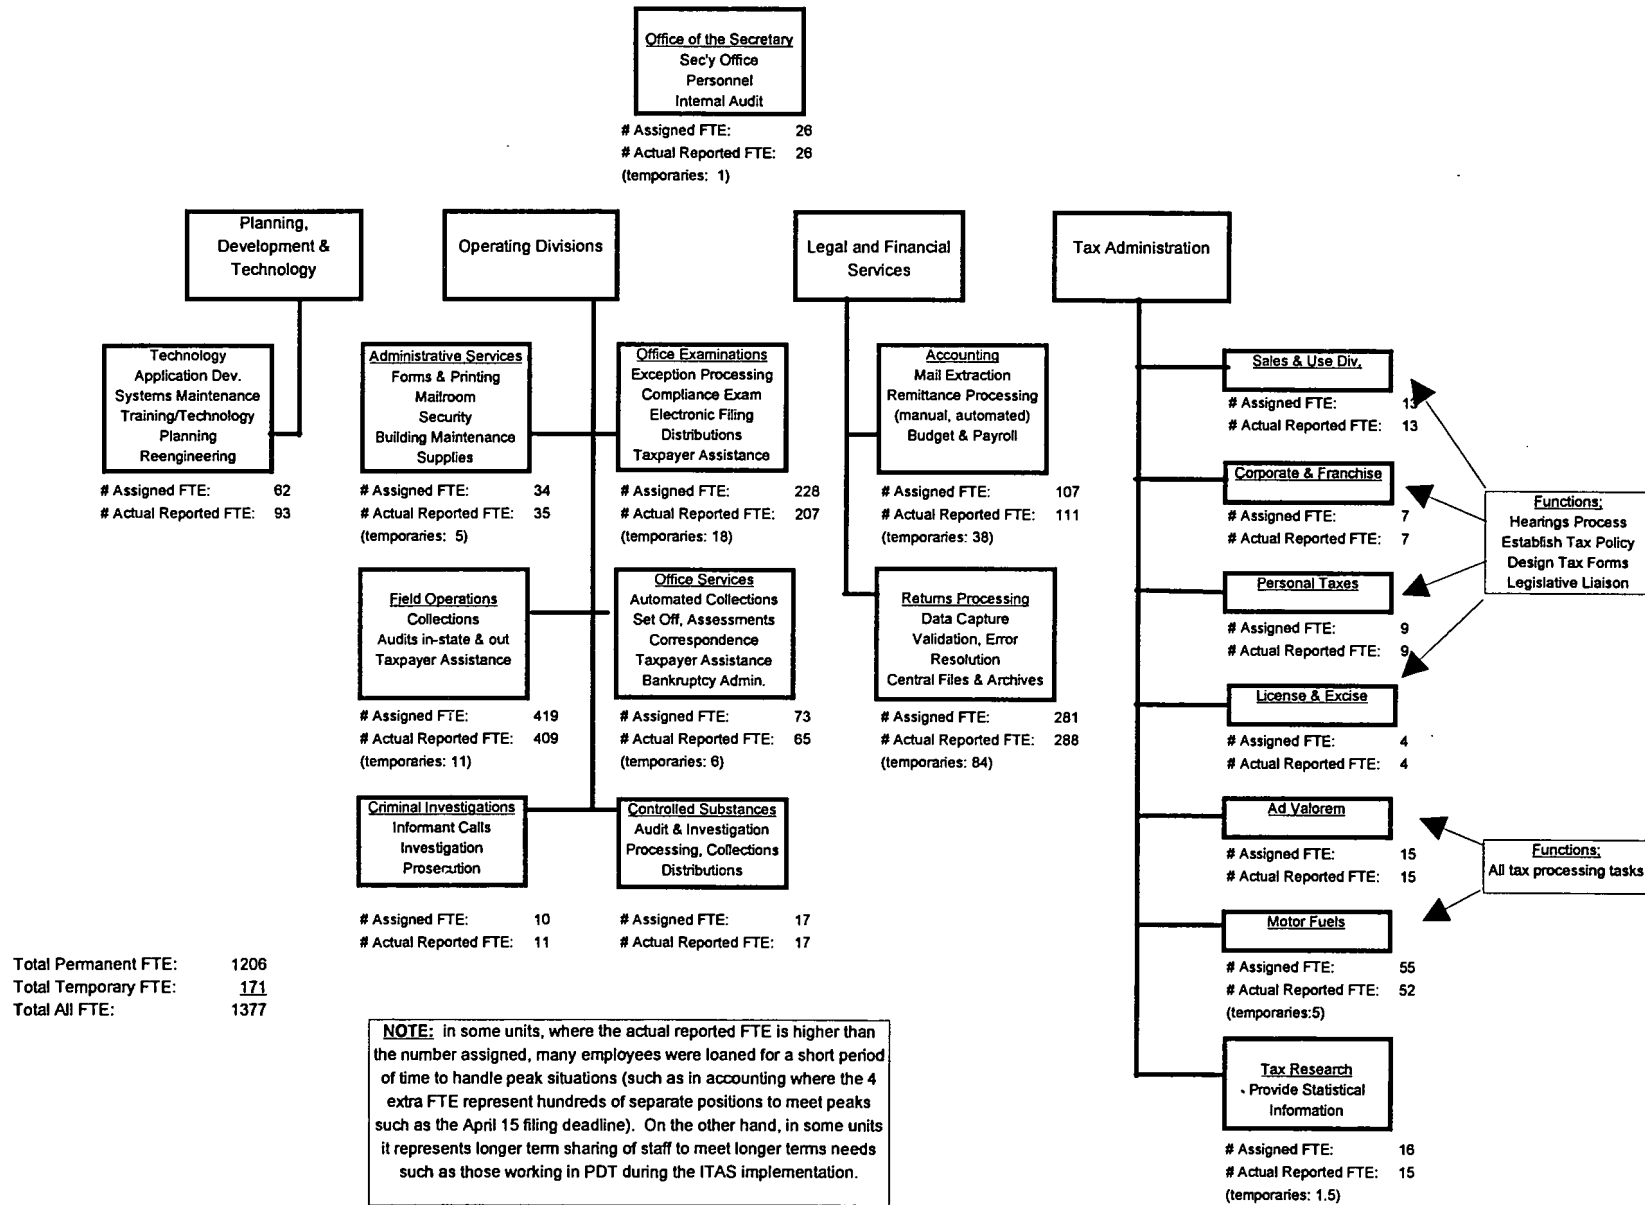 Office of the Secretary
Sec'y Office
Personnel
Internal Audit
# Assigned FTE: 26
# Actual Reported FTE: 26
(temporaries: 1)
Planning,
Development &
Technology
Operating Divisions
Legal and Financial
Services
Tax Administration
Technology
Application Dev.
Systems Maintenance
Training/Technology
Planning
Reengineering
# Assigned FTE: 62
# Actual Reported FTE: 93
Administrative Services
Forms & Printing
Mailroom
Security
Building Maintenance
Supplies
# Assigned FTE: 34
# Actual Reported FTE: 35
(temporaries: 5)
Office Examinations
Exception Processing
Compliance Exam
Electronic Filing
Distributions
Taxpayer Assistance
# Assigned FTE: 228
# Actual Reported FTE: 207
(temporaries: 18)
Field Operations
Collections
Audits in-state & out
Taxpayer Assistance
# Assigned FTE: 419
# Actual Reported FTE: 409
(temporaries: 11)
Office Services
Automated Collections
Set Off, Assessments
Correspondence
Taxpayer Assistance
Bankruptcy Admin.
# Assigned FTE: 73
# Actual Reported FTE: 65
(temporaries: 6)
Criminal Investigations
Informant Calls
Investigation
Prosecution
# Assigned FTE: 10
# Actual Reported FTE: 11
Controlled Substances
Audit & Investigation
Processing, Collections
Distributions
# Assigned FTE: 17
# Actual Reported FTE: 17
Accounting
Mail Extraction
Remittance Processing
(manual, automated)
Budget & Payroll
# Assigned FTE: 107
# Actual Reported FTE: 111
(temporaries: 38)
Returns Processing
Data Capture
Validation, Error
Resolution
Central Files & Archives
# Assigned FTE: 281
# Actual Reported FTE: 288
(temporaries: 84)
Sales & Use Div.
# Assigned FTE: 13
# Actual Reported FTE: 13
Corporate & Franchise
# Assigned FTE: 7
# Actual Reported FTE: 7
Personal Taxes
# Assigned FTE: 9
# Actual Reported FTE: 9
License & Excise
# Assigned FTE: 4
# Actual Reported FTE: 4
Ad Valorem
# Assigned FTE: 15
# Actual Reported FTE: 15
Motor Fuels
# Assigned FTE: 55
# Actual Reported FTE: 52
(temporaries:5)
Tax Research
- Provide Statistical
Information
# Assigned FTE: 16
# Actual Reported FTE: 15
(temporaries: 1.5)
Functions:
Hearings Process
Establish Tax Policy
Design Tax Forms
Legislative Liaison
Functions:
All tax processing tasks
Total Permanent FTE: 1206
Total Temporary FTE: 171
Total All FTE: 1377
NOTE: in some units, where the actual reported FTE is higher than
the number assigned, many employees were loaned for a short period
of time to handle peak situations (such as in accounting where the 4
extra FTE represent hundreds of separate positions to meet peaks
such as the April 15 filing deadline). On the other hand, in some units
it represents longer term sharing of staff to meet longer terms needs
such as those working in PDT during the ITAS implementation.